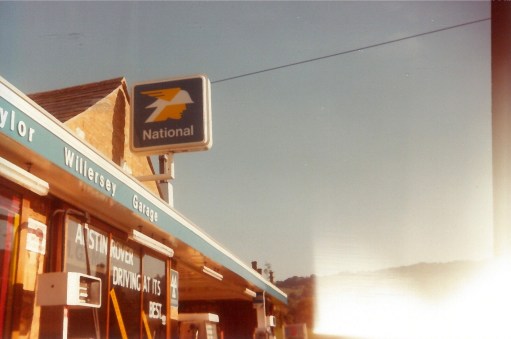 National
ylor Willersey Garage
AUSTIN ROVER
DRIVING AT ITS
BEST